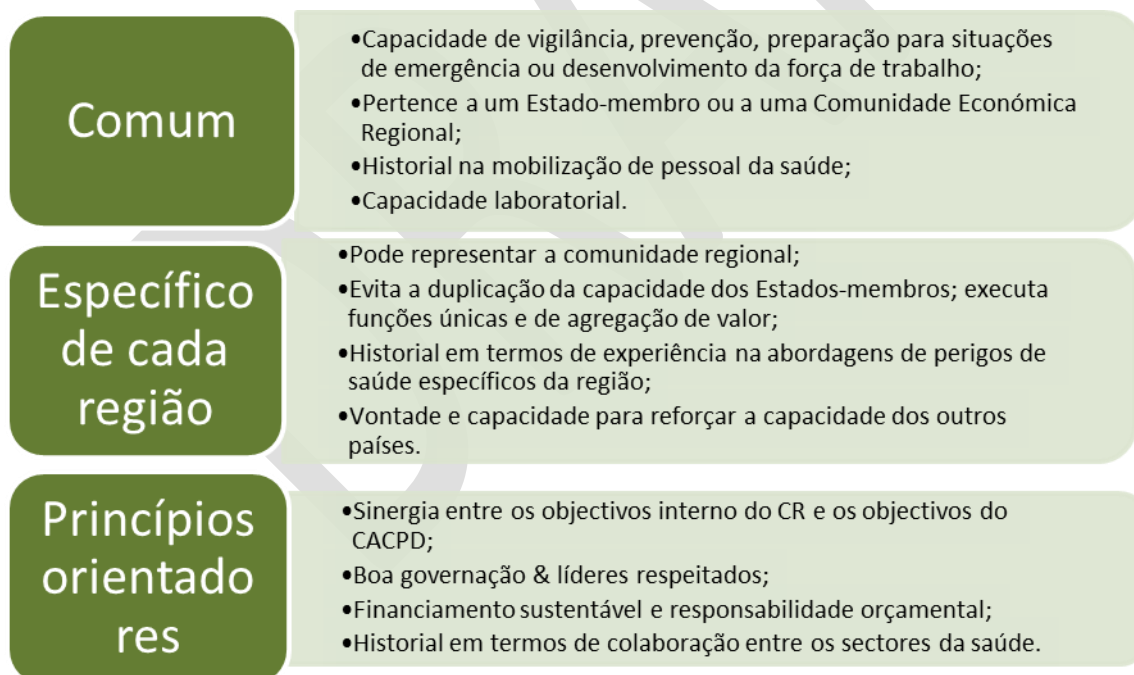 Comum
•Capacidade de vigilância, prevenção, preparação para situações
de emergência ou desenvolvimento da força de trabalho;
•Pertence a um Estado-membro ou a uma Comunidade Económica
Regional;
•Historial na mobilização de pessoal da saúde;
•Capacidade laboratorial.
Específico
de cada
região
•Pode representar a comunidade regional;
•Evita a duplicação da capacidade dos Estados-membros; executa
funções únicas e de agregação de valor;
•Historial em termos de experiência na abordagens de perigos de
saúde específicos da região;
•Vontade e capacidade para reforçar a capacidade dos outros
países.
Princípios
orientado
res
•Sinergia entre os objectivos interno do CR e os objectivos do
CACPD;
•Boa governação & líderes respeitados;
•Financiamento sustentável e responsabilidade orçamental;
•Historial em termos de colaboração entre os sectores da saúde.